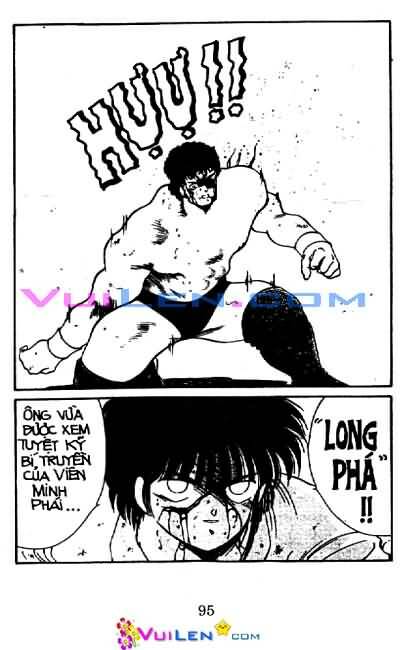 HỰỰ!!
VUILEN.COM
ÔNG VỪA
ĐƯỢC XEM
TUYỆT KỸ
BÍ TRUYỀN
CỦA VIÊN
MINH
PHÁI...
"LONG
PHÁ"
!!
95
VUILEN.COM